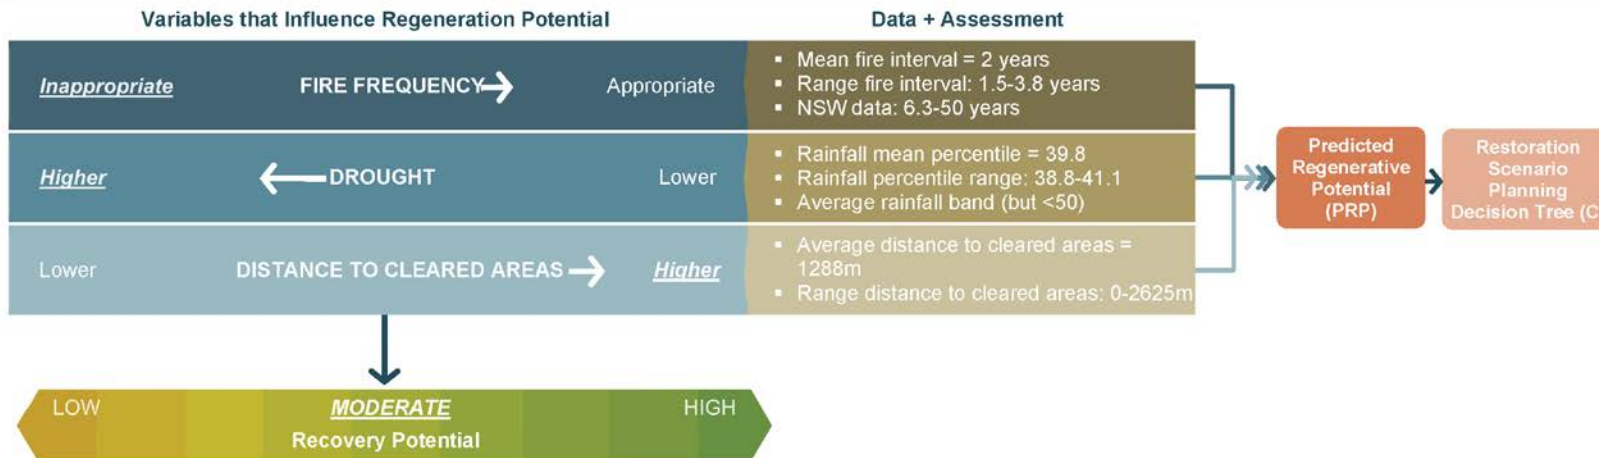 Variables that Influence Regeneration Potential
Data + Assessment
Inappropriate
FIRE FREQUENCY
Appropriate
▪ Mean fire interval = 2 years
▪ Range fire interval: 1.5-3.8 years
▪ NSW data: 6.3-50 years
Higher
DROUGHT
Lower
▪ Rainfall mean percentile = 39.8
▪ Rainfall percentile range: 38.8-41.1
▪ Average rainfall band (but <50)
Lower
DISTANCE TO CLEARED AREAS
Higher
▪ Average distance to cleared areas =
1288m
▪ Range distance to cleared areas: 0-2625m
Predicted
Regenerative
Potential
(PRP)
Restoration
Scenario
Planning
Decision Tree (C
LOW
MODERATE
HIGH
Recovery Potential